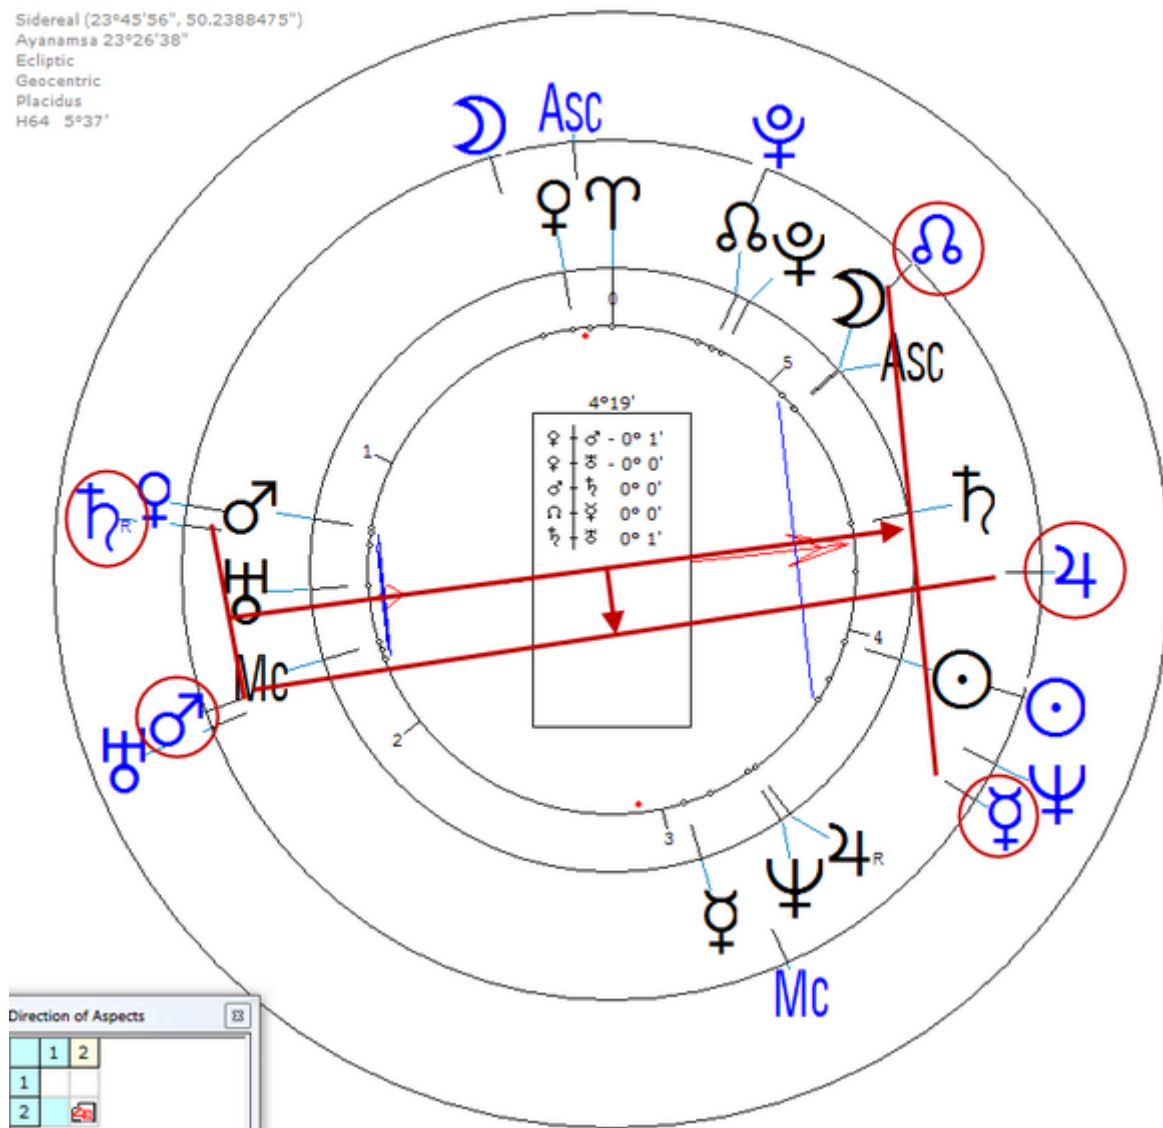 Sidereal (23°45'56", 50.2388475")
Ayanamsa 23°26'38"
Ecliptic
Geocentric
Placidus
H64 5°37'
☽ Asc ♇
♀ ♈ ☊ ♇ ☊
0
☽
Asc
5
4°19'
♀ ┼ ♂ - 0° 1'
♀ ┼ ♅ - 0° 0'
♂ ┼ ♄ 0° 0'
☊ ┼ ☿ 0° 0'
♄ ┼ ♅ 0° 1'
1
♄R ♀ ♂ ♄
♅ ♃
4
Mc ☉ ☉
♅ ♂
2
♆
☿
3
♆ ♃R
☿
Mc
Direction of Aspects
1 2
1
2